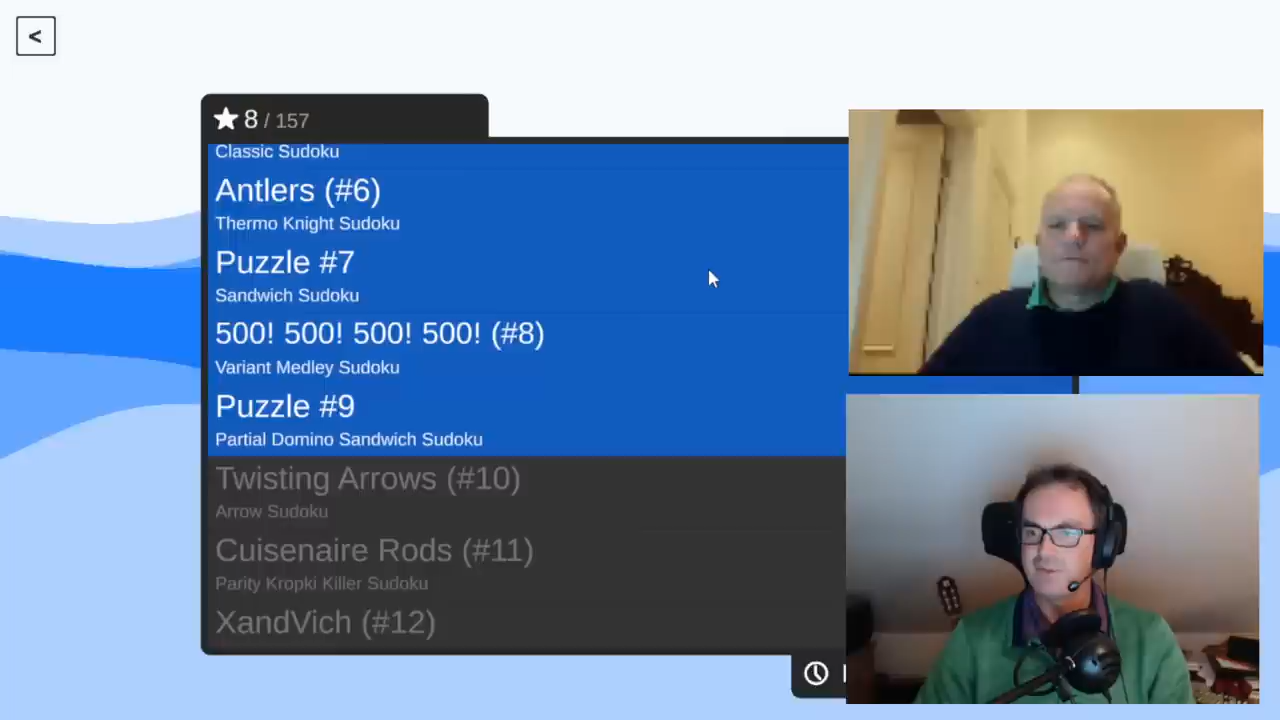 <
8 / 157
Classic Sudoku
Antlers (#6)
Thermo Knight Sudoku
Puzzle #7
Sandwich Sudoku
500! 500! 500! 500! (#8)
Variant Medley Sudoku
Puzzle #9
Partial Domino Sandwich Sudoku
Twisting Arrows (#10)
Arrow Sudoku
Cuisenaire Rods (#11)
Parity Kropki Killer Sudoku
XandVich (#12)